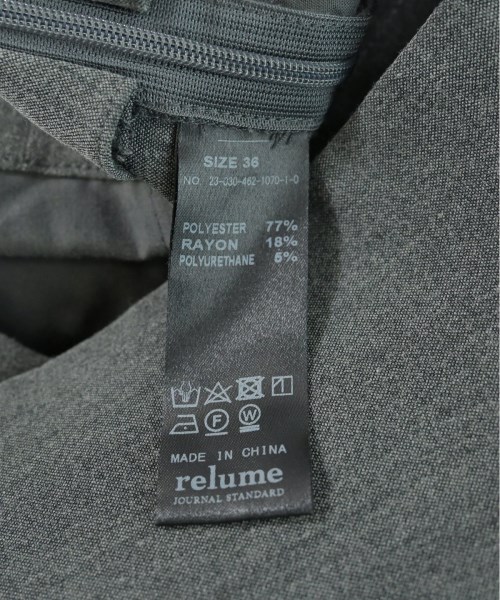 SIZE 36
NO. 23-030-462-1070-1-0
POLYESTER 77%
RAYON 18%
POLYURETHANE 5%
F W
MADE IN CHINA
relume
JOURNAL STANDARD